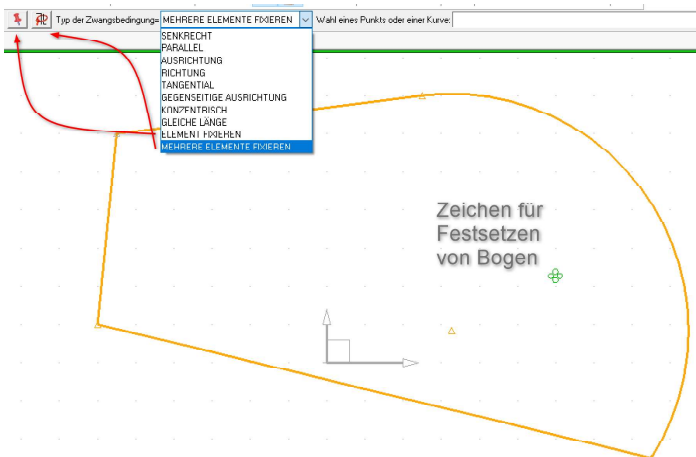 Typ der Zwangsbedingung= MEHRERE ELEMENTE FIXIEREN Wahl eines Punkts oder einer Kurve:
SENKRECHT
PARALLEL
AUSRICHTUNG
RICHTUNG
TANGENTIAL
GEGENSEITIGE AUSRICHTUNG
KONZENTRISCH
GLEICHE LÄNGE
ELEMENT FIXIEREN
MEHRERE ELEMENTE FIXIEREN
Zeichen für
Festsetzen
von Bogen